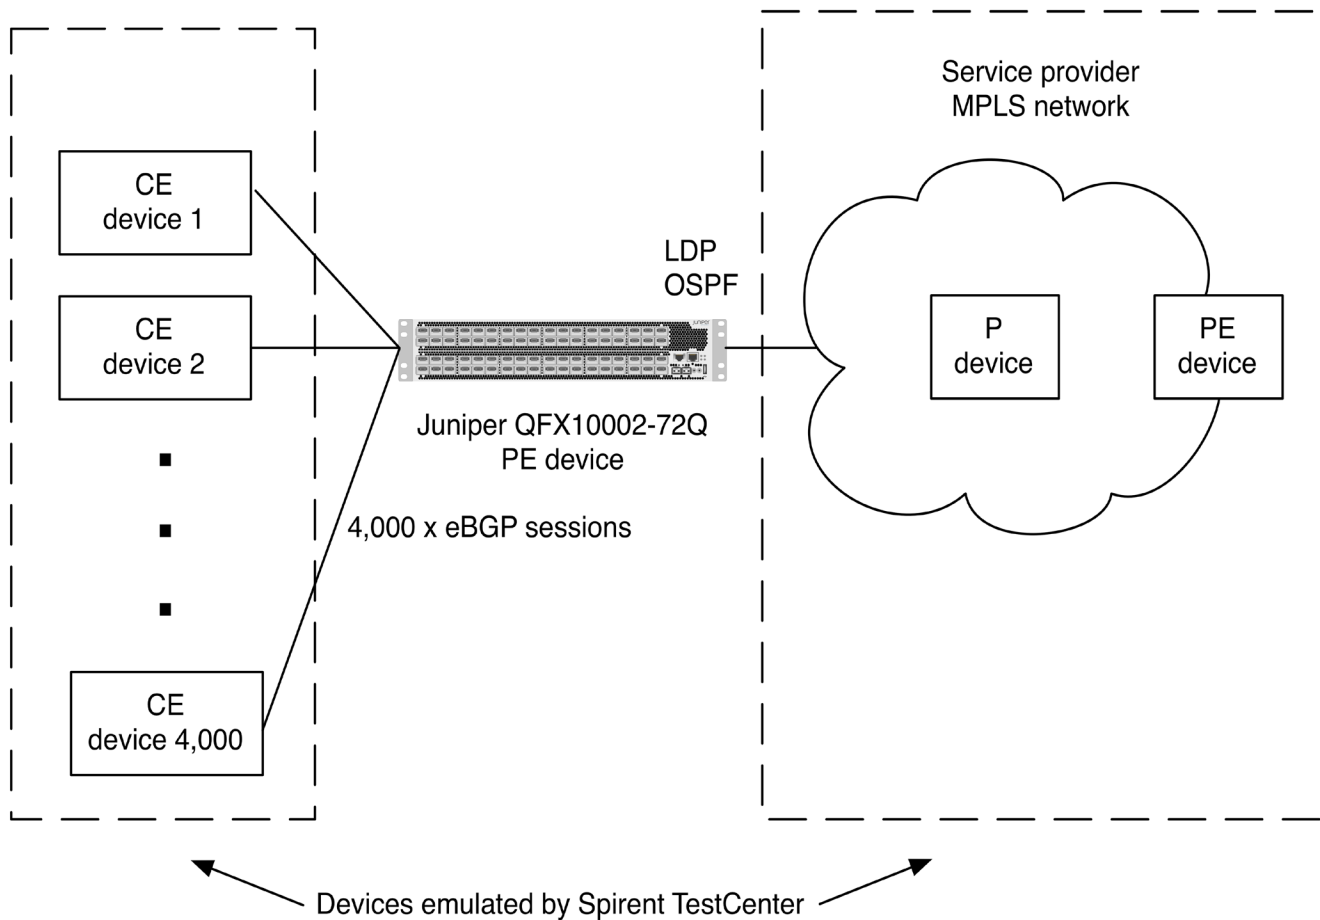 Service provider
MPLS network
CE
device 1
LDP
OSPF
CE
device 2
P
device
PE
device
Juniper QFX10002-72Q
PE device
4,000 x eBGP sessions
CE
device 4,000
Devices emulated by Spirent TestCenter